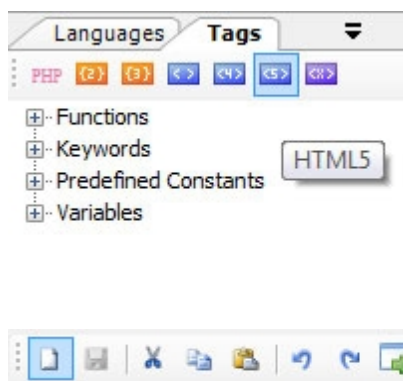 Languages Tags
PHP {2} {3} < > <4> <5> <X>
Functions
Keywords
HTML5
Predefined Constants
Variables